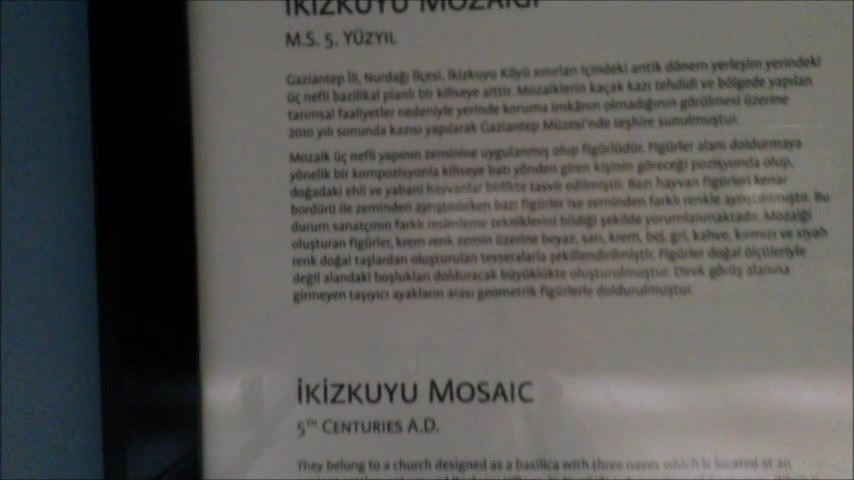 İKİZKUYU MOZAİĞİ
M.S. 5. YÜZYIL
Gaziantep İli, Nurdağı İlçesi, İkizkuyu Köyü sınırları içindeki antik dönem yerleşim yerindeki
üç nefli bazilikal planlı bir kiliseye aittir. Mozaiklerin kaçak kazı tehdidi ve bölgede yapılan
tarımsal faaliyetler nedeniyle yerinde koruma imkânın olmadığının görülmesi üzerine
2010 yılı sonunda kazısı yapılarak Gaziantep Müzesi'nde teşhire sunulmuştur.
Mozaik üç nefli yapının zeminine uygulanmış olup figürlüdür. Figürler alanı doldurmaya
yönelik bir kompozisyonla kiliseye batı yönden giren kişinin göreceği pozisyonda olup,
doğadaki ehli ve yabani hayvanlar birlikte tasvir edilmiştir. Bazı hayvan figürleri kenar
bordürü ile zeminden ayrıştırılırken bazı figürler ise zeminden farklı renkle ayrıştırılmıştır. Bu
durum sanatçının farklı resimleme tekniklerini bildiği şekilde yorumlanmaktadır. Mozaiği
oluşturan figürler, krem renk zemin üzerine beyaz, sarı, krem, bej, gri, kahve, kırmızı ve siyah
renk doğal taşlardan oluşturulan tesseralarla şekillendirilmiştir. Figürler doğal ölçüleriyle
değil alandaki boşlukları dolduracak büyüklükte oluşturulmuştur. Direk görüş alanına
girmeyen taşıyıcı ayakların arası geometrik figürlerle doldurulmuştur.
İKİZKUYU MOSAIC
5TH CENTURIES A.D.
They belong to a church designed as a basilica with three naves which is located at an